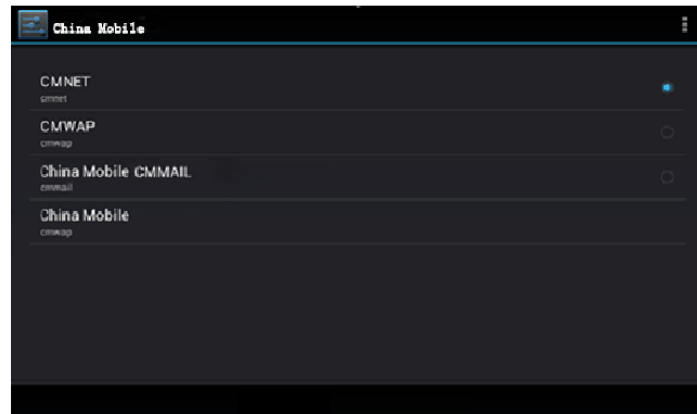 China Mobile
CMNET
cmnet
CMWAP
cmwap
China Mobile CMMAIL
cmmail
China Mobile
cmwap